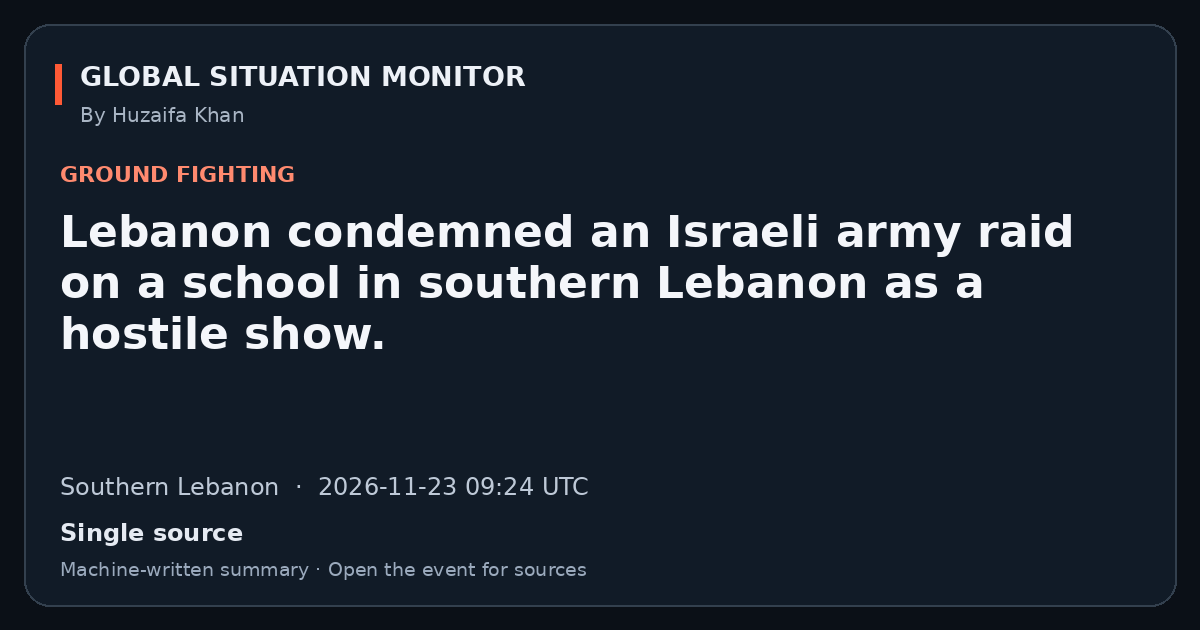 GLOBAL SITUATION MONITOR
By Huzaifa Khan
GROUND FIGHTING
Lebanon condemned an Israeli army raid
on a school in southern Lebanon as a
hostile show.
Southern Lebanon · 2026-11-23 09:24 UTC
Single source
Machine-written summary · Open the event for sources